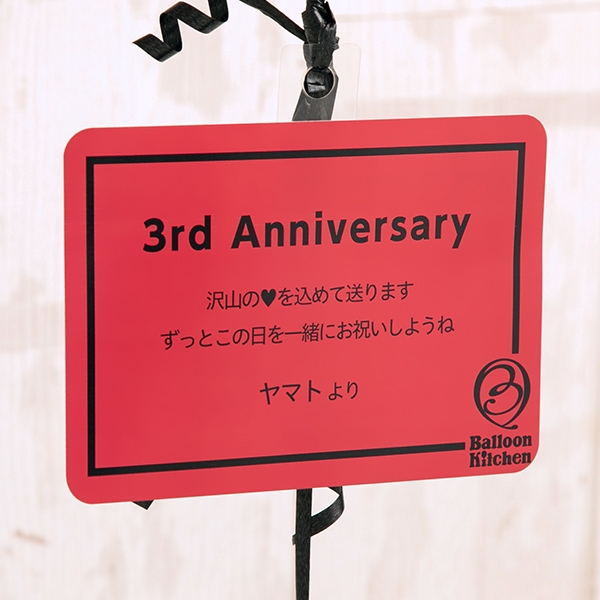 3rd Anniversary
沢山の♥を込めて送ります
ずっとこの日を一緒にお祝いしようね
ヤマトより
Balloon
Kitchen